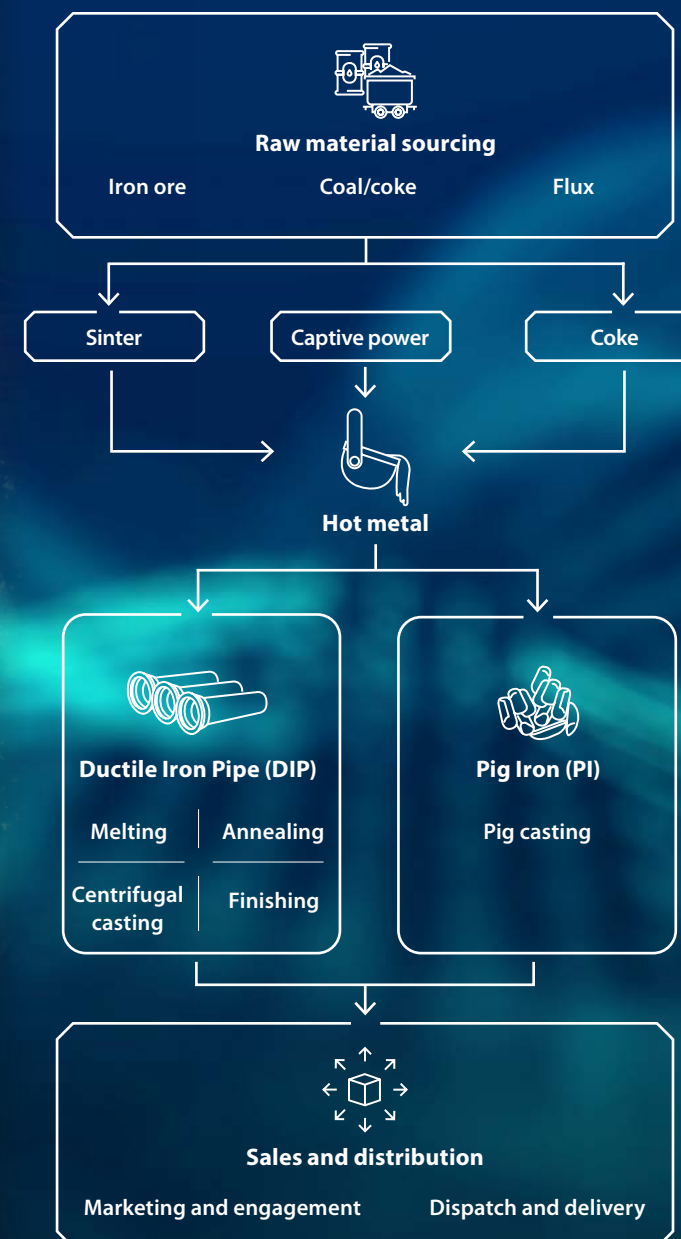 Raw material sourcing
Iron ore Coal/coke Flux
Sinter Captive power Coke
Hot metal
Ductile Iron Pipe (DIP) Pig Iron (PI)
Melting Annealing Pig casting
Centrifugal
casting Finishing
Sales and distribution
Marketing and engagement Dispatch and delivery